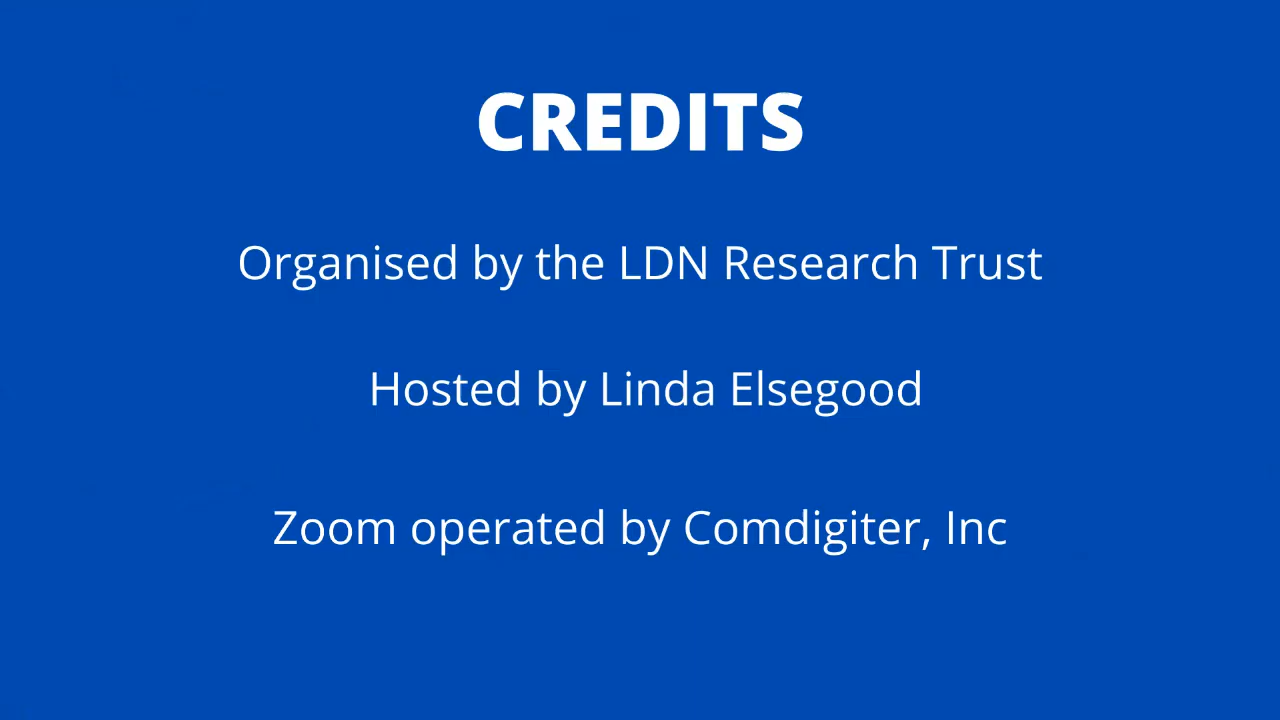 CREDITS
Organised by the LDN Research Trust
Hosted by Linda Elsegood
Zoom operated by Comdigiter, Inc